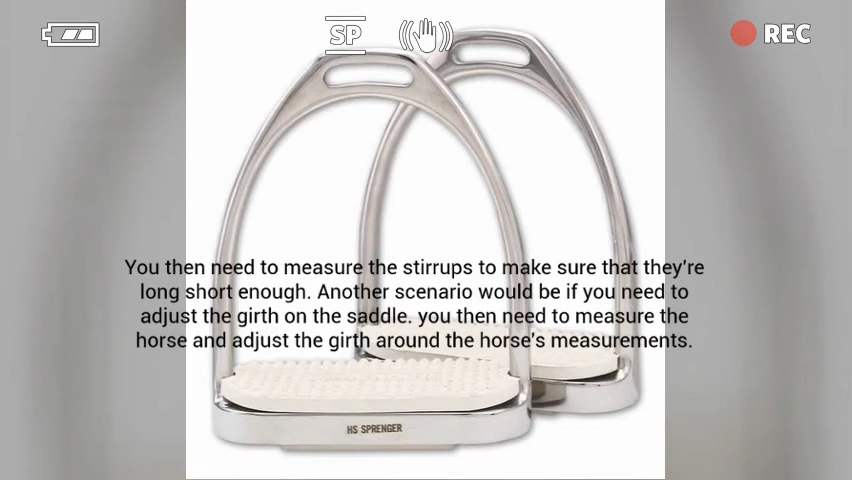 SP
REC
You then need to measure the stirrups to make sure that they're
long short enough. Another scenario would be if you need to
adjust the girth on the saddle. you then need to measure the
horse and adjust the girth around the horse's measurements.
HS SPRENGER